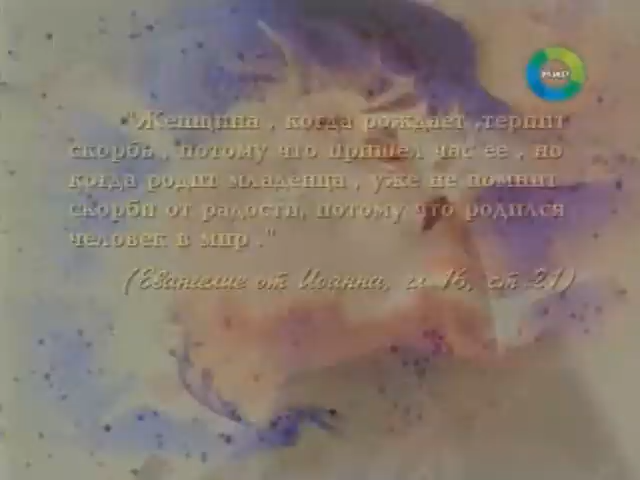 "Женщина , когда рождает ,терпит
скорбь , потому что пришел час ее , но
когда родит младенца , уже не помнит
скорби от радости, потому что родился
человек в мир ."
(Евангелие от Иоанна, гл 16, ст 21)